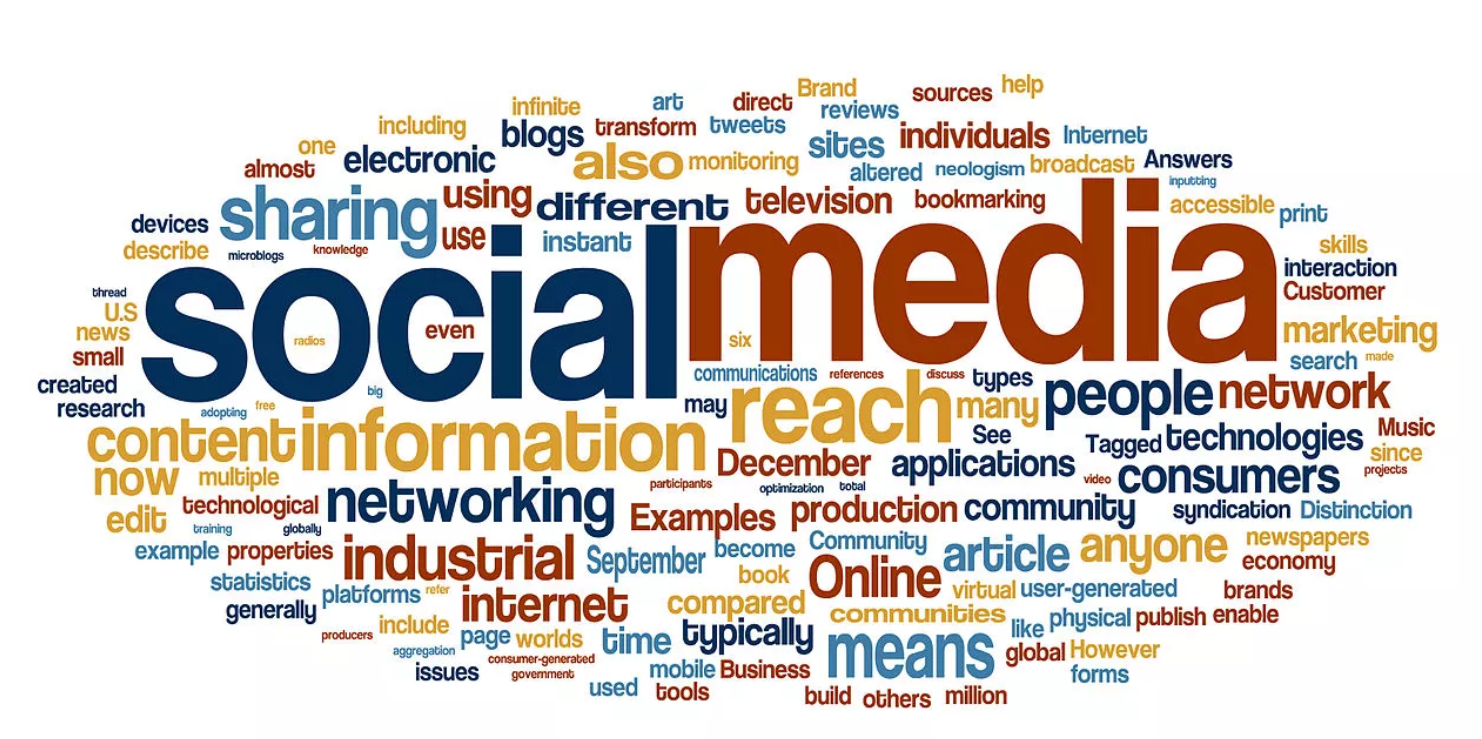 help
Brand
sources
infinite
art
direct
reviews
including
blogs
transform
tweets
sites
individuals
Internet
one
almost
electronic
also
monitoring
altered
neologism
broadcast
Answers
inputting
sharing
using
different
television
bookmarking
accessible
print
devices
use
instant
describe
microblogs
knowledge
skills
interaction
Customer
thread
U.S
news
small
social
media
radios
even
six
marketing
search
made
created
research
big
communications
references
discuss
types
people
network
adopting
free
may
reach
many
content
information
See
Tagged
technologies
Music
since
projects
now
multiple
December
applications
video
consumers
participants
optimization
total
technological
networking
edit
training
globally
Examples
production
community
syndication
Distinction
example
properties
industrial
September
become
Community
article
anyone
newspapers
economy
statistics
platforms
refer
book
Online
virtual
user-generated
brands
generally
internet
compared
communities
physical
publish
enable
producers
include
page
worlds
time
typically
means
like
global
However
aggregation
consumer-generated
issues
government
mobile
Business
forms
used
tools
build
others
million